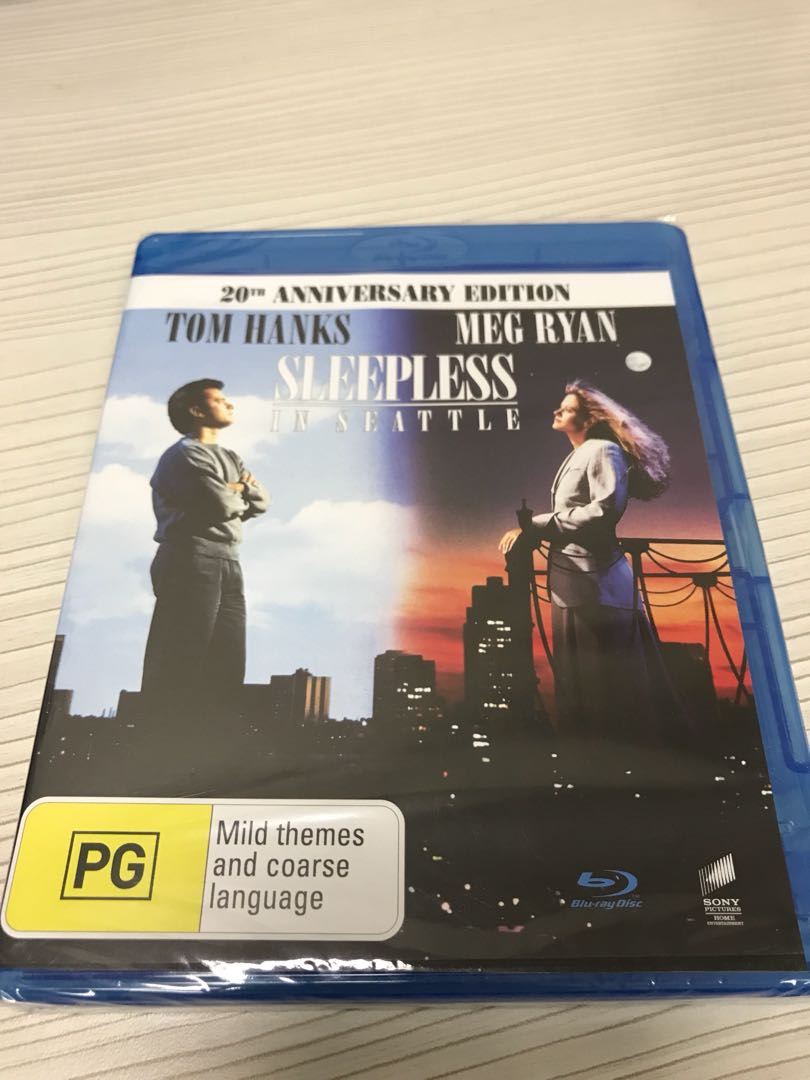 20TH ANNIVERSARY EDITION
TOM HANKS MEG RYAN
SLEEPLESS
IN SEATTLE
PG
Mild themes
and coarse
language
Blu-ray Disc
SONY
PICTURES
HOME
ENTERTAINMENT